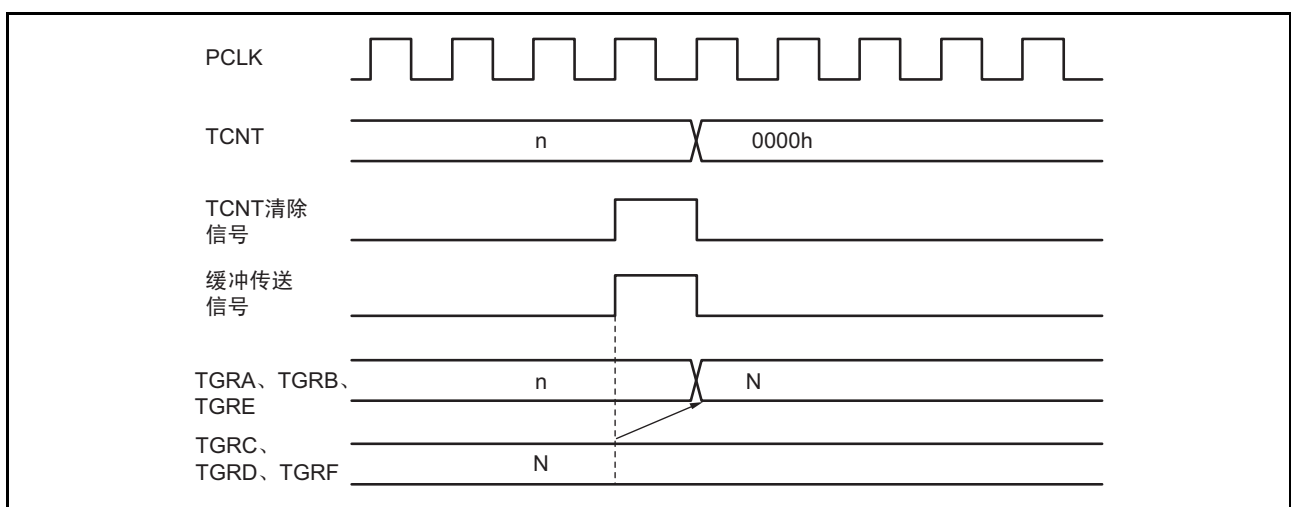 PCLK
TCNT
n
0000h
TCNT清除
信号
缓冲传送
信号
TGRA、TGRB、
TGRE
n
N
TGRC、
TGRD、TGRF
N